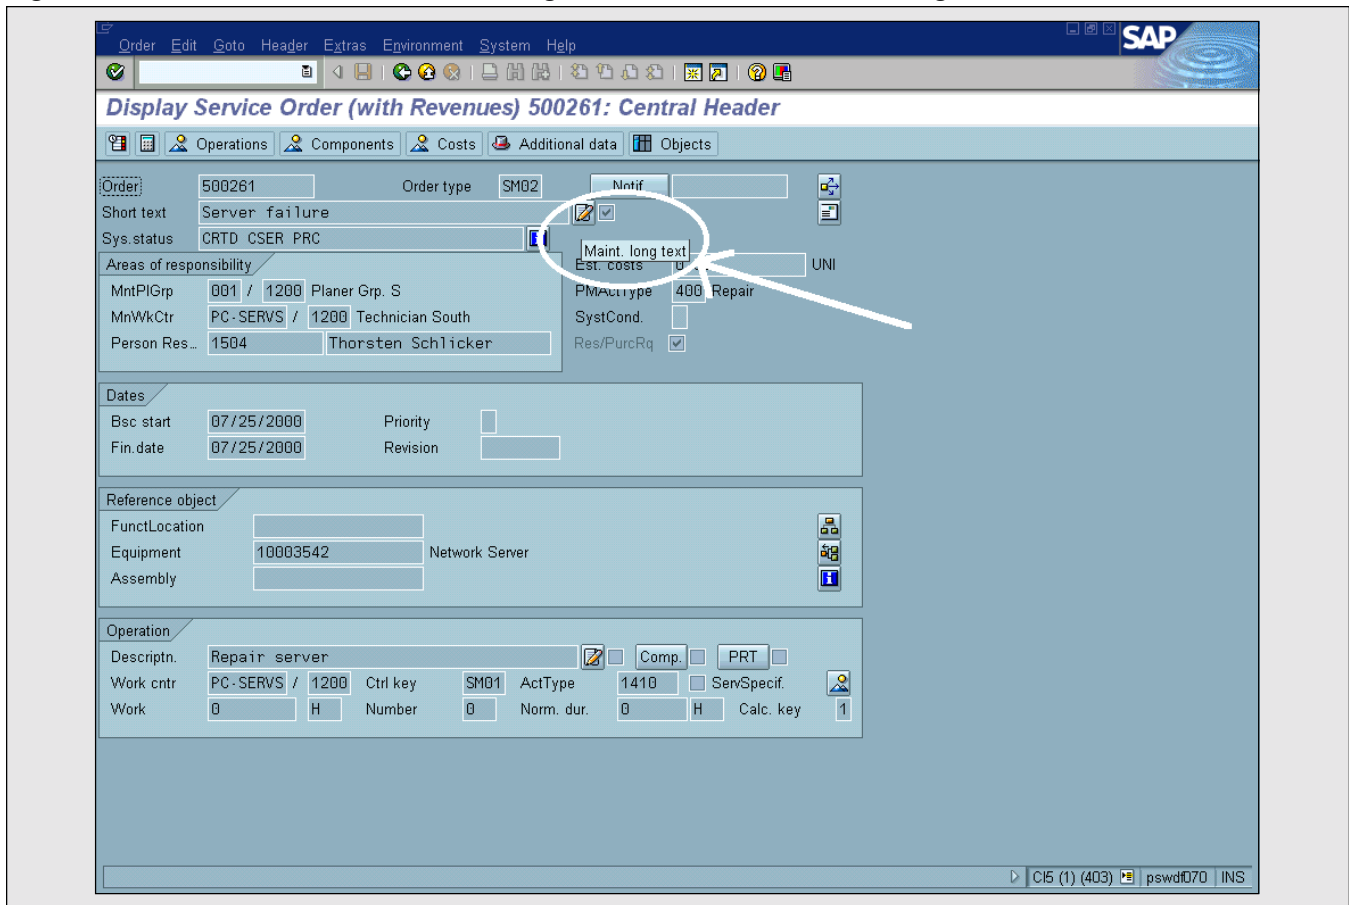 Order Edit Goto Header Extras Environment System Help
SAP
Display Service Order (with Revenues) 500261: Central Header
Operations Components Costs Additional data Objects
Order 500261 Order type SM02 Notif
Short text Server failure
Sys.status CRTD CSER PRC
Maint. long text
Areas of responsibility Est. costs UNI
MntPlGrp 001 / 1200 Planer Grp. S PMActType 400 Repair
MnWkCtr PC-SERVS / 1200 Technician South SystCond.
Person Res… 1504 Thorsten Schlicker Res/PurcRq
Dates
Bsc start 07/25/2000 Priority
Fin.date 07/25/2000 Revision
Reference object
FunctLocation
Equipment 10003542 Network Server
Assembly
Operation
Descriptn. Repair server Comp. PRT
Work cntr PC-SERVS / 1200 Ctrl key SM01 ActType 1410 ServSpecif.
Work 0 H Number 0 Norm. dur. 0 H Calc. key 1
CI5 (1) (403) pswdf070 INS